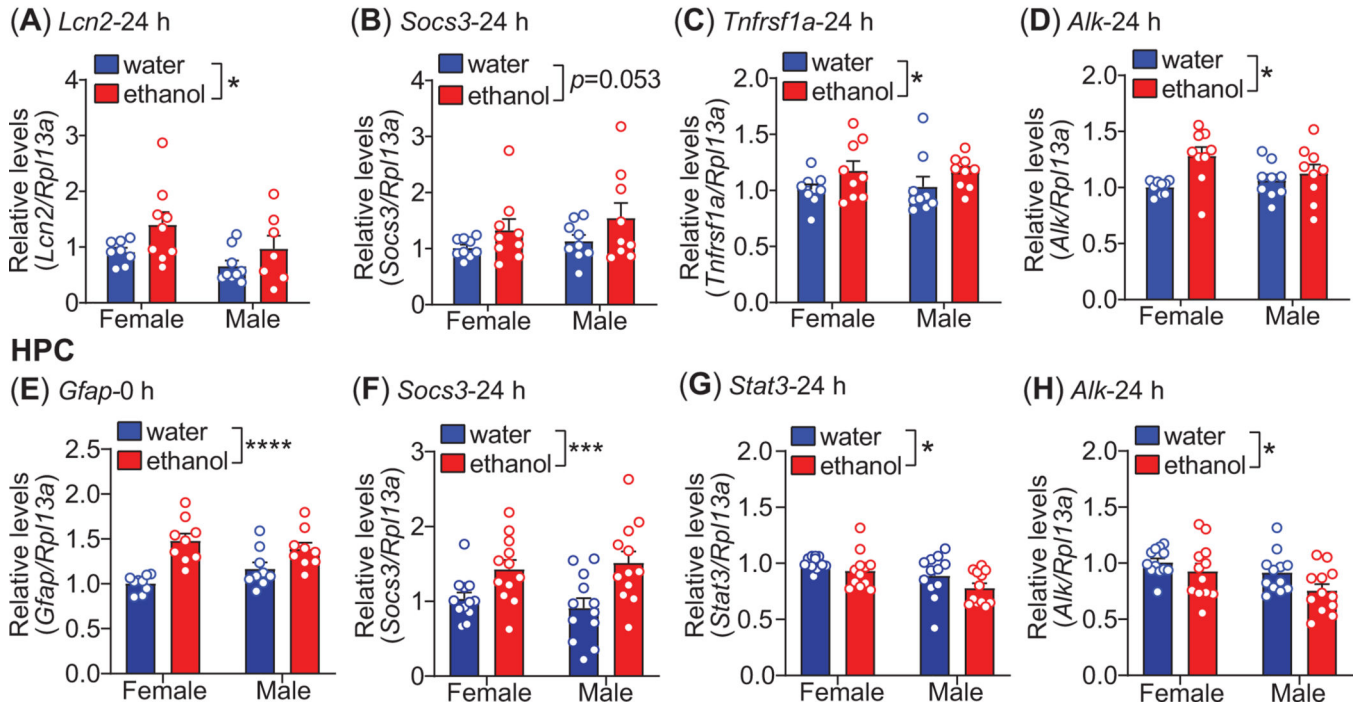 (A) Lcn2-24 h
water
ethanol
*
Relative levels
(Lcn2/Rpl13a)
4
3
2
1
0
Female Male
(B) Socs3-24 h
water
ethanol
p=0.053
Relative levels
(Socs3/Rpl13a)
4
3
2
1
0
Female Male
(C) Tnfrsf1a-24 h
water
ethanol
*
Relative levels
(Tnfrsf1a/Rpl13a)
2.0
1.5
1.0
0.5
0.0
Female Male
(D) Alk-24 h
water
ethanol
*
Relative levels
(Alk/Rpl13a)
2.0
1.5
1.0
0.5
0.0
Female Male
HPC
(E) Gfap-0 h
water
ethanol
****
Relative levels
(Gfap/Rpl13a)
2.5
2.0
1.5
1.0
0.5
0.0
Female Male
(F) Socs3-24 h
water
ethanol
***
Relative levels
(Socs3/Rpl13a)
3
2
1
0
Female Male
(G) Stat3-24 h
water
ethanol
*
Relative levels
(Stat3/Rpl13a)
2.0
1.5
1.0
0.5
0.0
Female Male
(H) Alk-24 h
water
ethanol
*
Relative levels
(Alk/Rpl13a)
2.0
1.5
1.0
0.5
0.0
Female Male